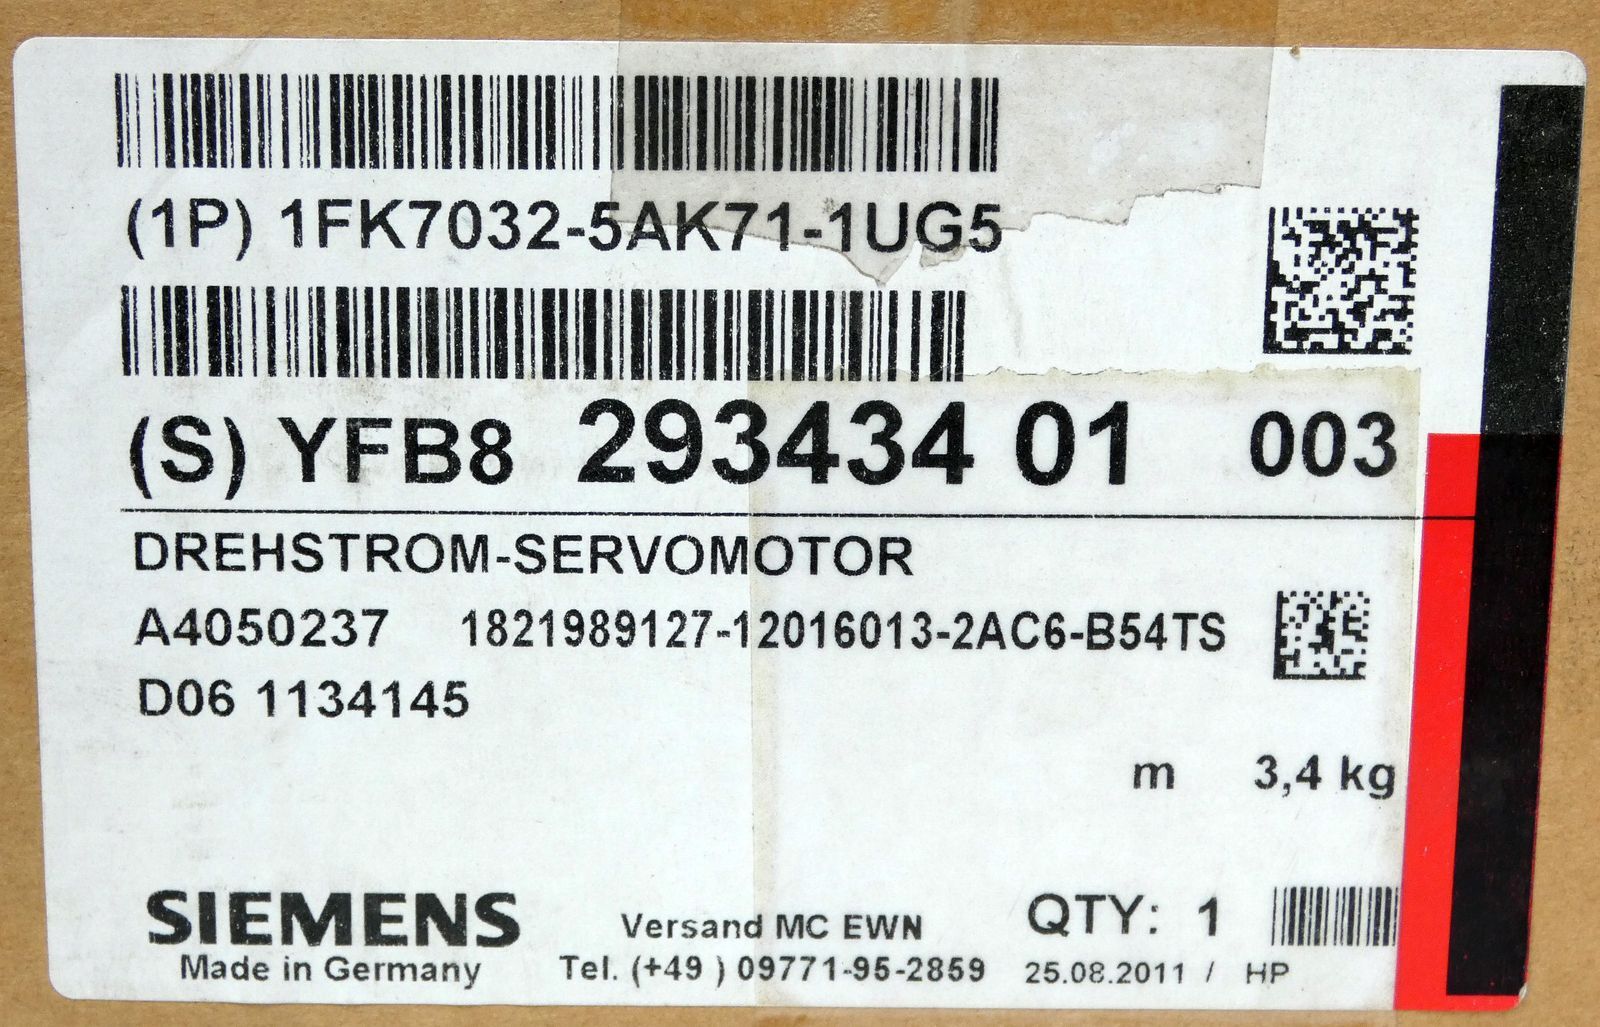 (1P) 1FK7032-5AK71-1UG5
(S) YFB8 293434 01 003
DREHSTROM-SERVOMOTOR
A4050237 1821989127-12016013-2AC6-B54TS
D06 1134145
m 3,4 kg
SIEMENS
Made in Germany
Versand MC EWN
Tel. (+49 ) 09771-95-2859
QTY: 1
25.08.2011 / HP